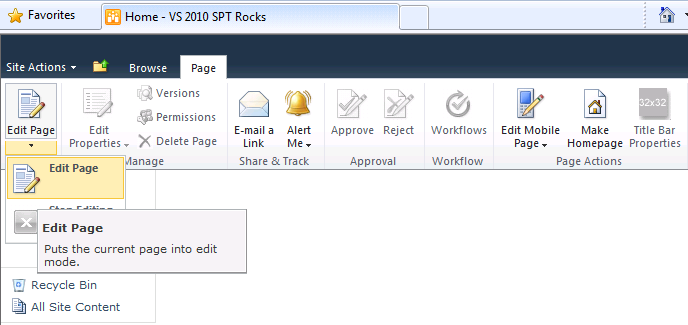 Favorites
Home - VS 2010 SPT Rocks
Site Actions
Browse
Page
Edit Page
Edit Properties
Versions
Permissions
Delete Page
Manage
E-mail a Link
Alert Me
Share & Track
Approve
Reject
Approval
Workflows
Workflow
Edit Mobile Page
Make Homepage
32x32
Title Bar Properties
Page Actions
Edit Page
Stop Editing
Edit Page
Puts the current page into edit
mode.
Recycle Bin
All Site Content